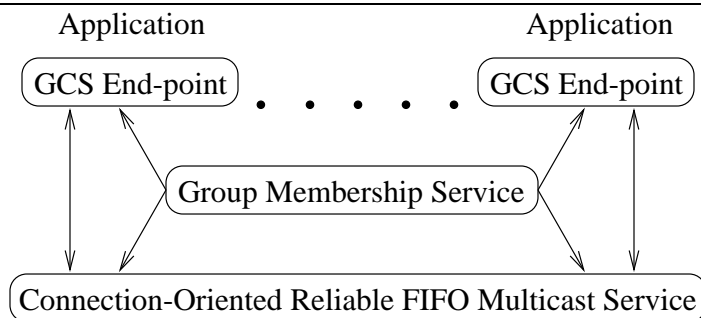 Application
Application
GCS End-point
GCS End-point
Group Membership Service
Connection-Oriented Reliable FIFO Multicast Service